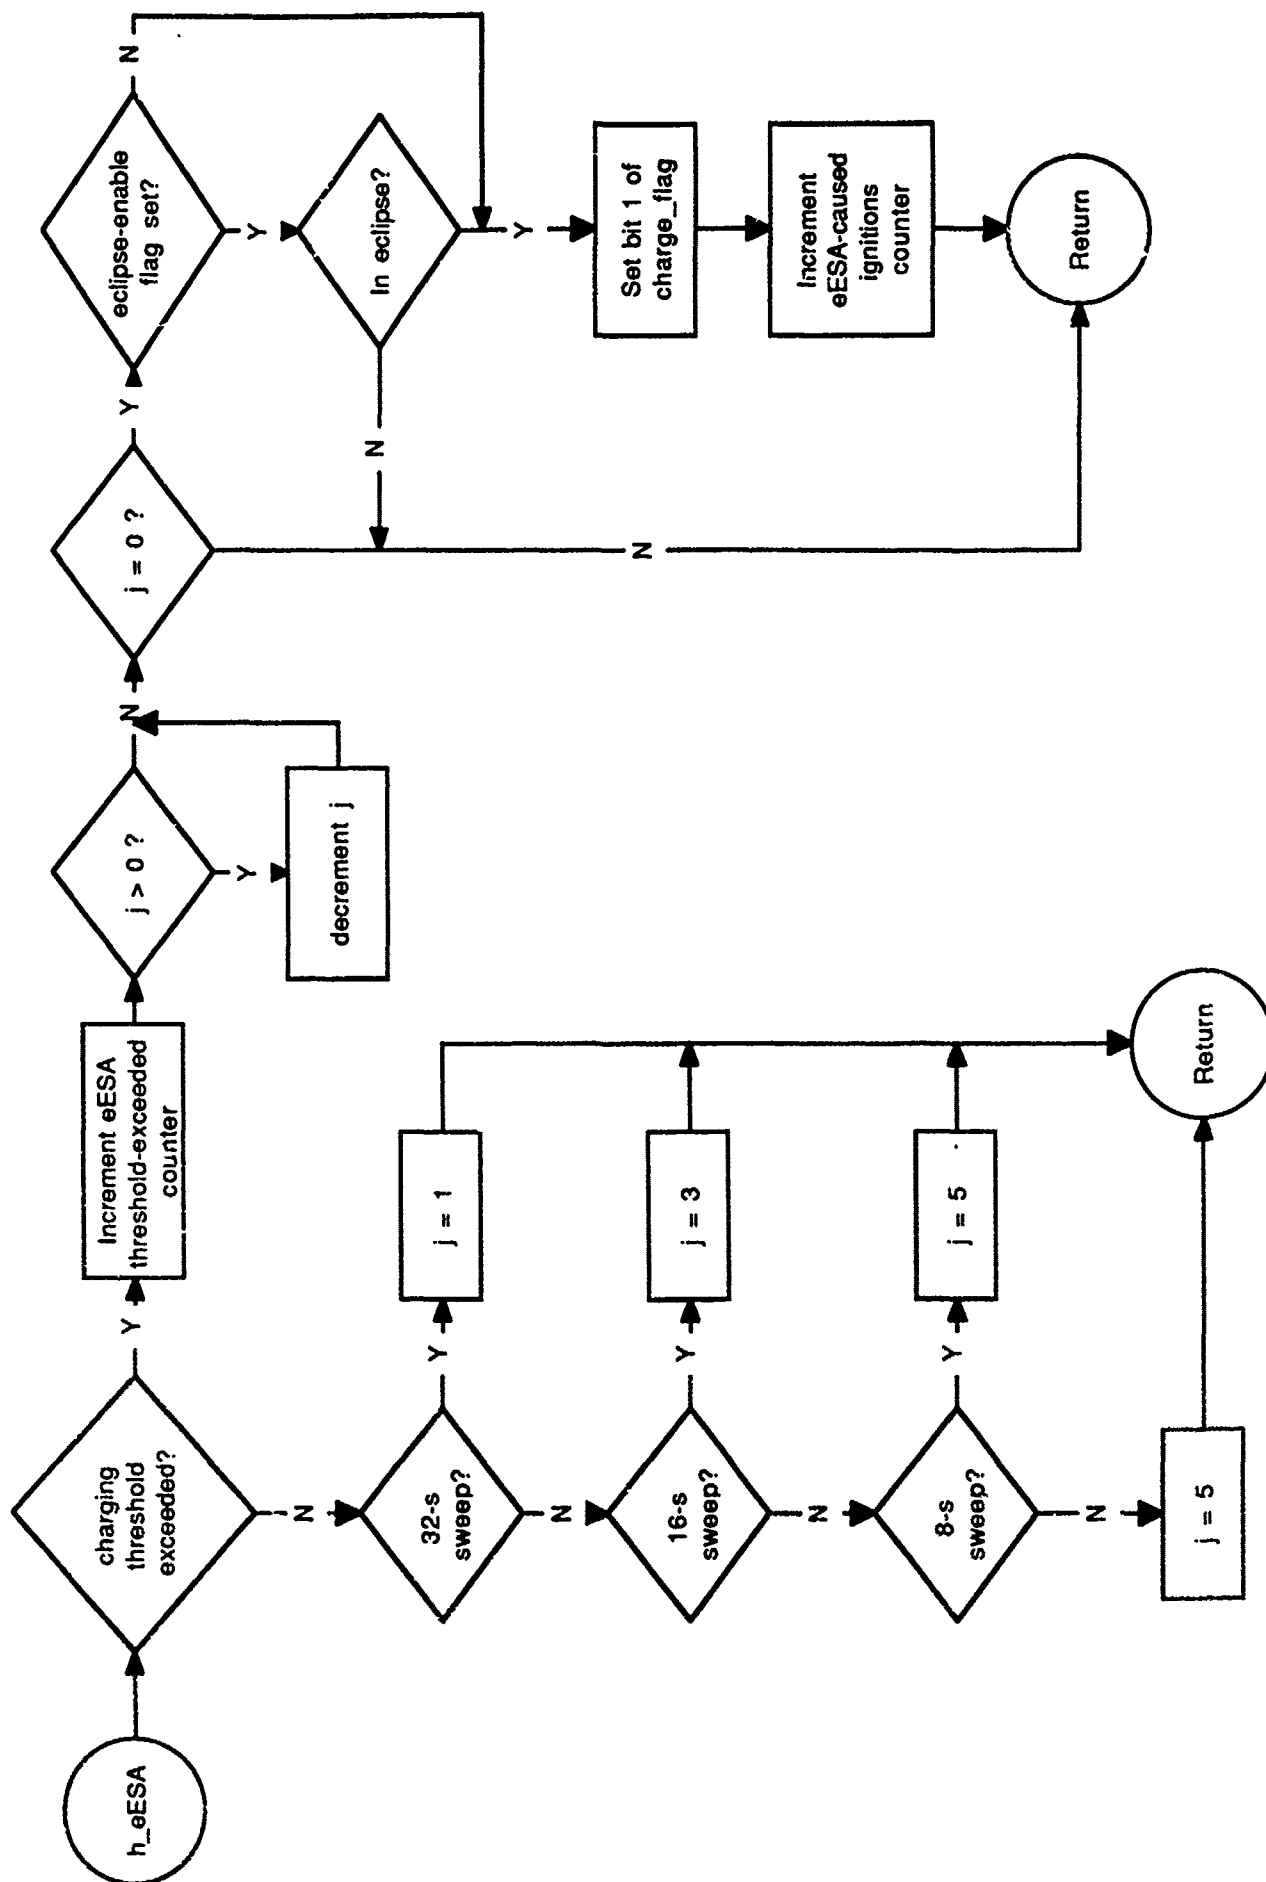 h_eESA
charging
threshold
exceeded?
Y
Increment eESA
threshold-exceeded
counter
j > 0 ?
N
j = 0 ?
Y
eclipse-enable
flag set?
N
Y
decrement j
Y
In eclipse?
N
Y
Set bit 1 of
charge_flag
Increment
eESA-caused
ignitions
counter
N
Return
N
32-s
sweep?
Y
j = 1
N
16-s
sweep?
Y
j = 3
N
8-s
sweep?
Y
j = 5
N
j = 5
Return